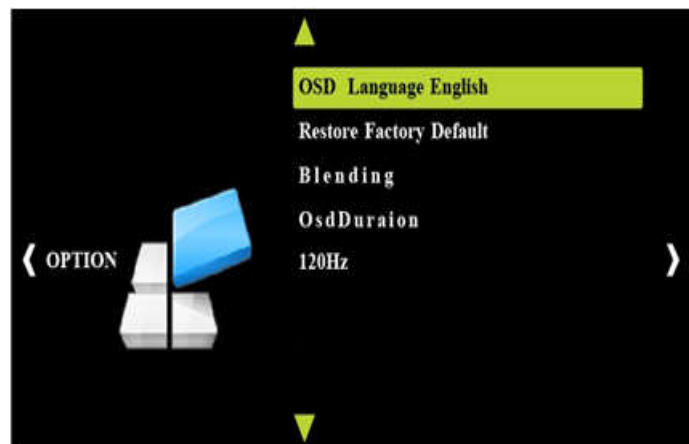 OSD Language English
Restore Factory Default
Blending
OsdDuraion
OPTION
120Hz